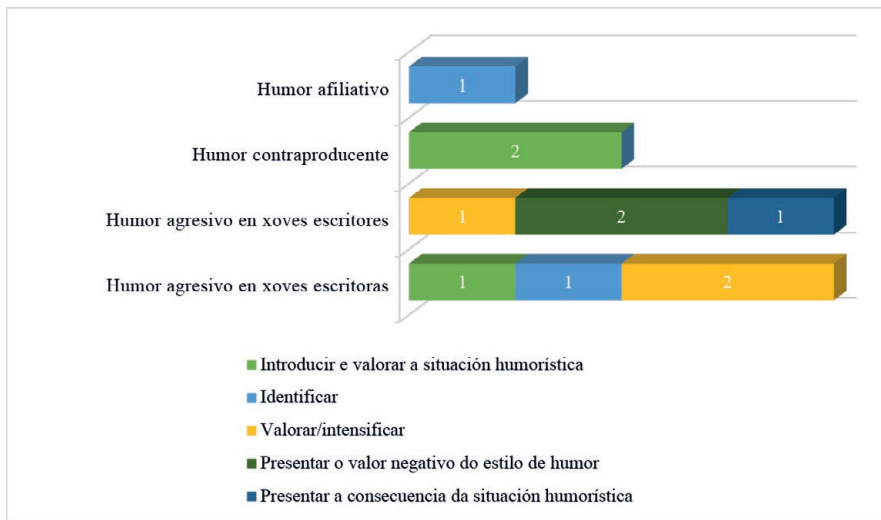 Humor afiliativo
1
Humor contraproducente
2
Humor agresivo en xoves escritores
1 2 1
Humor agresivo en xoves escritoras
1 1 2
Introducir e valorar a situación humorística
Identificar
Valorar/intensificar
Presentar o valor negativo do estilo de humor
Presentar a consecuencia da situación humorística